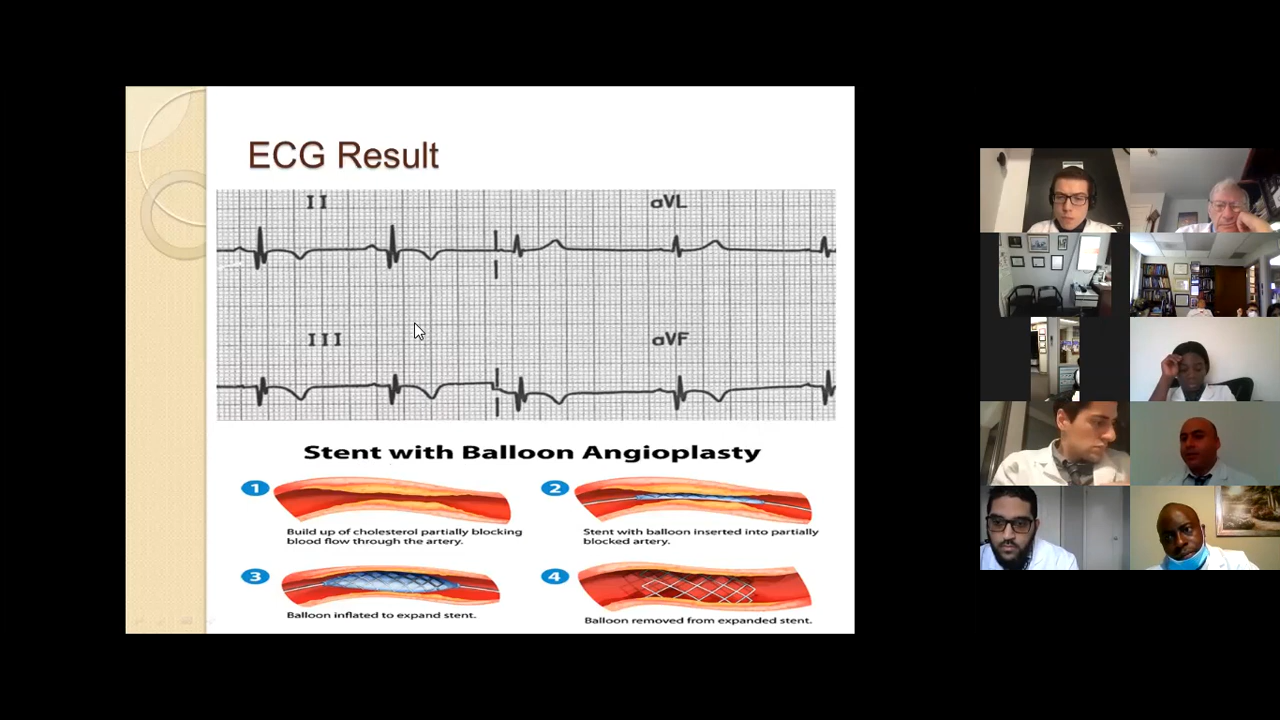 ECG Result
II
aVL
III
aVF
Stent with Balloon Angioplasty
1
Build up of cholesterol partially blocking
blood flow through the artery.
2
Stent with balloon inserted into partially
blocked artery.
3
Balloon inflated to expand stent.
4
Balloon removed from expanded stent.